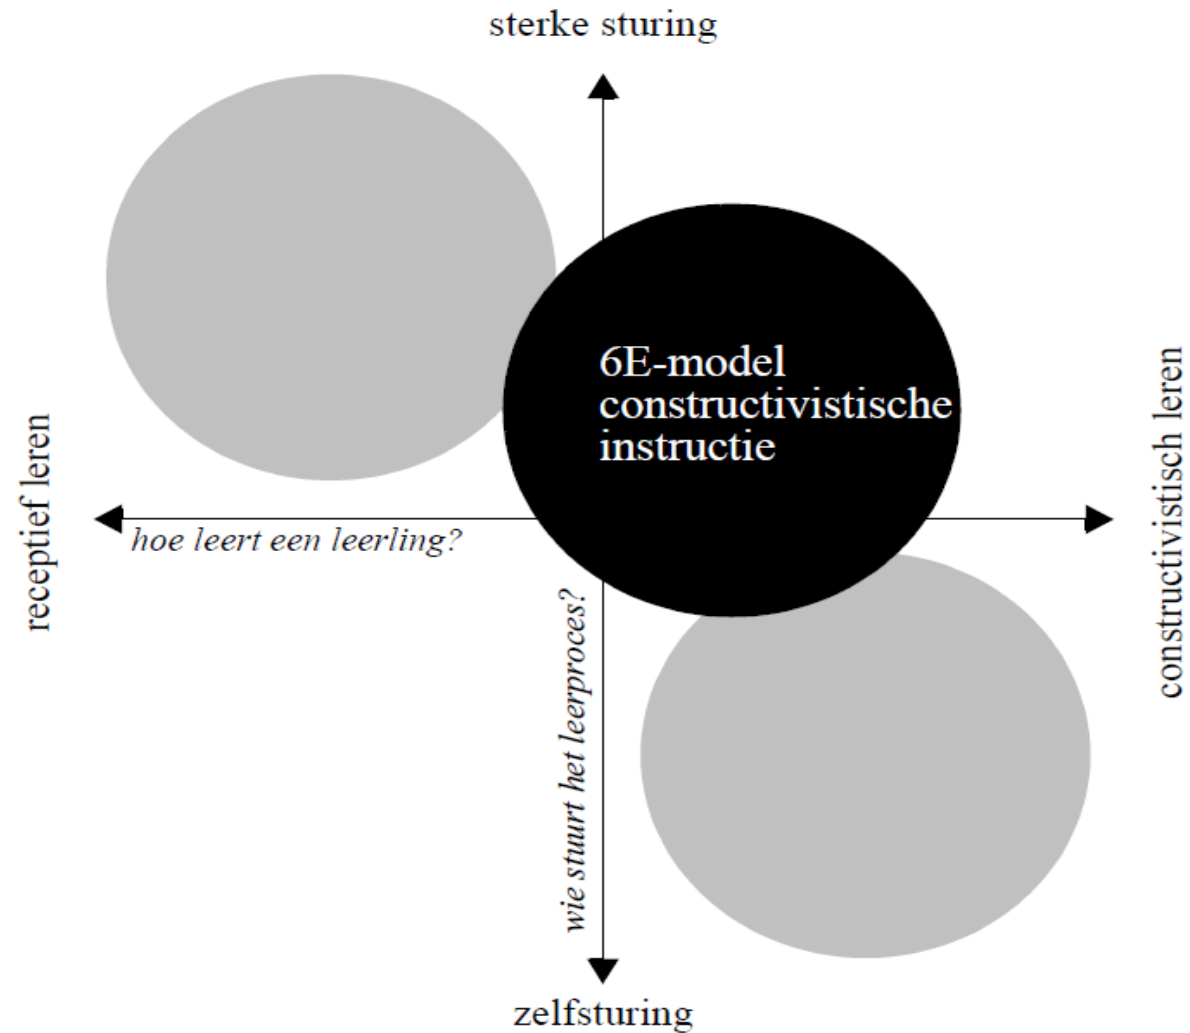 sterke sturing
6E-model
constructivistische
instructie
receptief leren
hoe leert een leerling?
constructivistisch leren
wie stuurt het leerproces?
zelfsturing